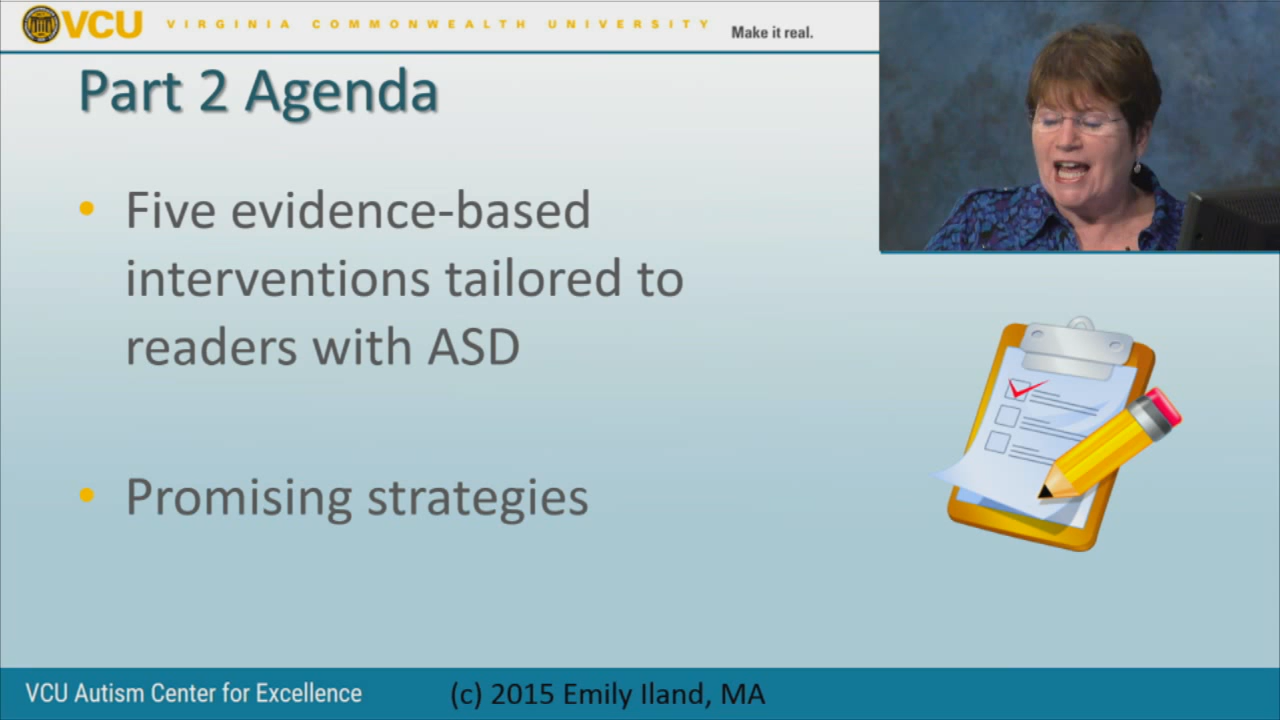 VCU VIRGINIA COMMONWEALTH UNIVERSITY Make it real.
Part 2 Agenda
• Five evidence-based
interventions tailored to
readers with ASD
• Promising strategies
VCU Autism Center for Excellence (c) 2015 Emily Iland, MA